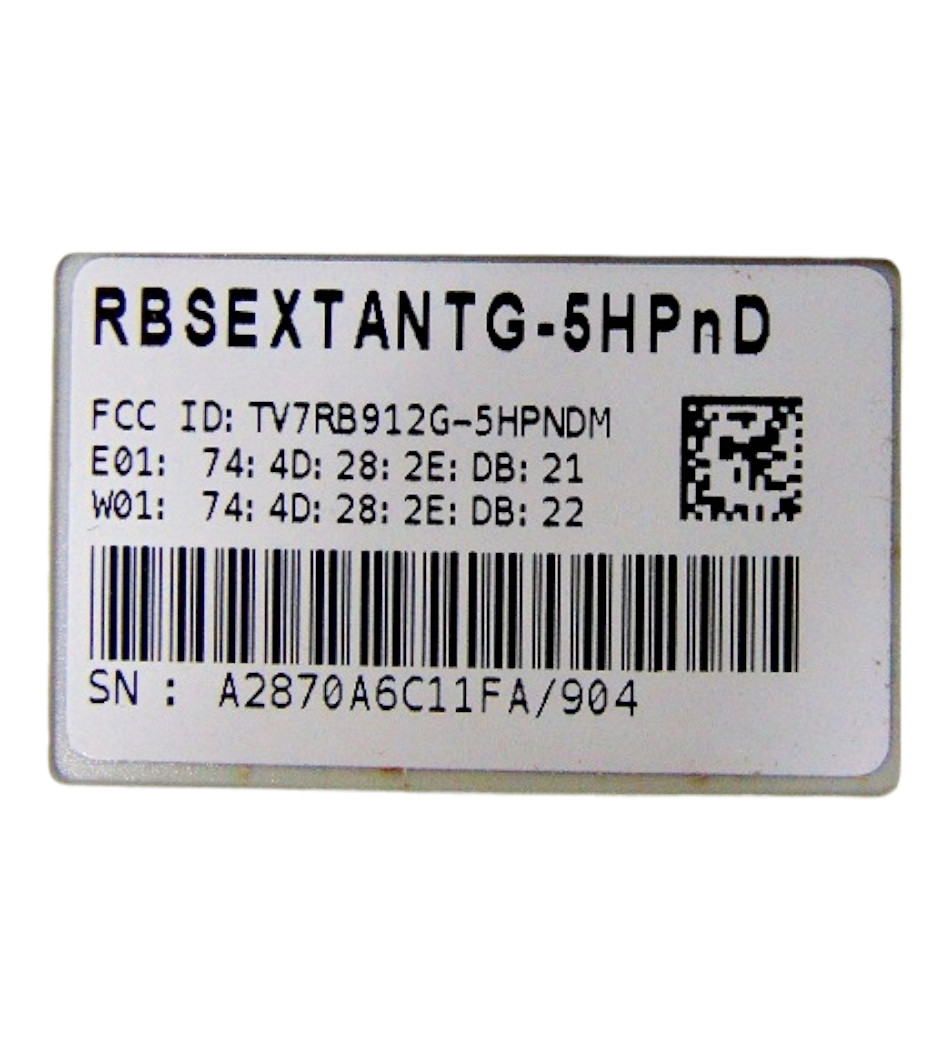 RBSEXTANTG-5HPnD
FCC ID: TV7RB912G-5HPNDM
E01: 74: 4D: 28: 2E: DB: 21
W01: 74: 4D: 28: 2E: DB: 22
SN : A2870A6C11FA/904